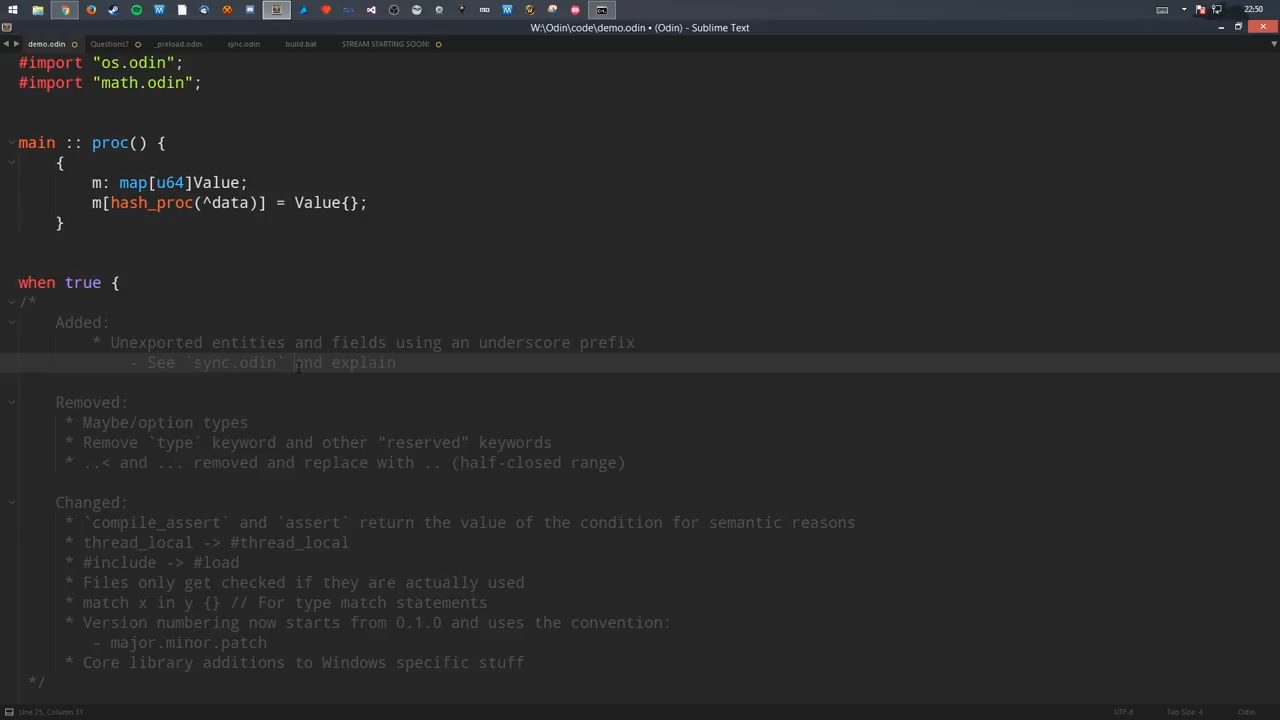 22:50
W:\Odin\code\demo.odin • (Odin) - Sublime Text
demo.odin
Questions?
_preload.odin
sync.odin
build.bat
STREAM STARTING SOON!
#import "os.odin";
#import "math.odin";
main :: proc() {
{
m: map[u64]Value;
m[hash_proc(^data)] = Value{};
}
when true {
/*
Added:
* Unexported entities and fields using an underscore prefix
- See `sync.odin` and explain
Removed:
* Maybe/option types
* Remove `type` keyword and other "reserved" keywords
* ..< and ... removed and replace with .. (half-closed range)
Changed:
* `compile_assert` and `assert` return the value of the condition for semantic reasons
* thread_local -> #thread_local
* #include -> #load
* Files only get checked if they are actually used
* match x in y {} // For type match statements
* Version numbering now starts from 0.1.0 and uses the convention:
- major.minor.patch
* Core library additions to Windows specific stuff
*/
Line 25, Column 31
UTF-8
Tab Size: 4
Odin